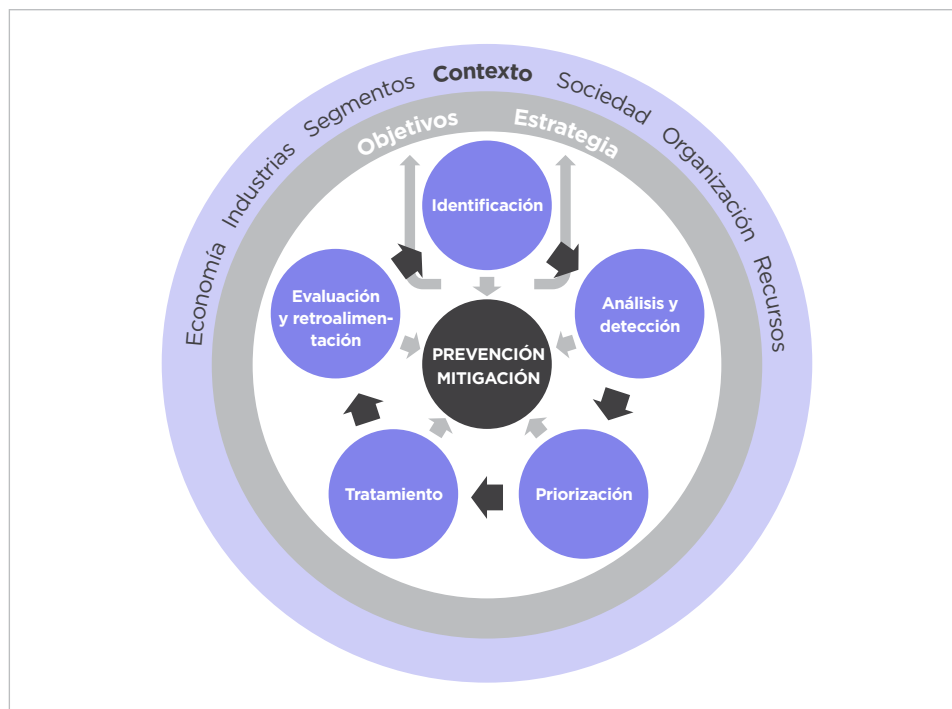 Economía
Industrias
Segmentos
Contexto
Sociedad
Organización
Recursos
Objetivos
Estrategia
Identificación
Evaluación
y retroalimen-
tación
Análisis y
detección
PREVENCIÓN
MITIGACIÓN
Tratamiento
Priorización